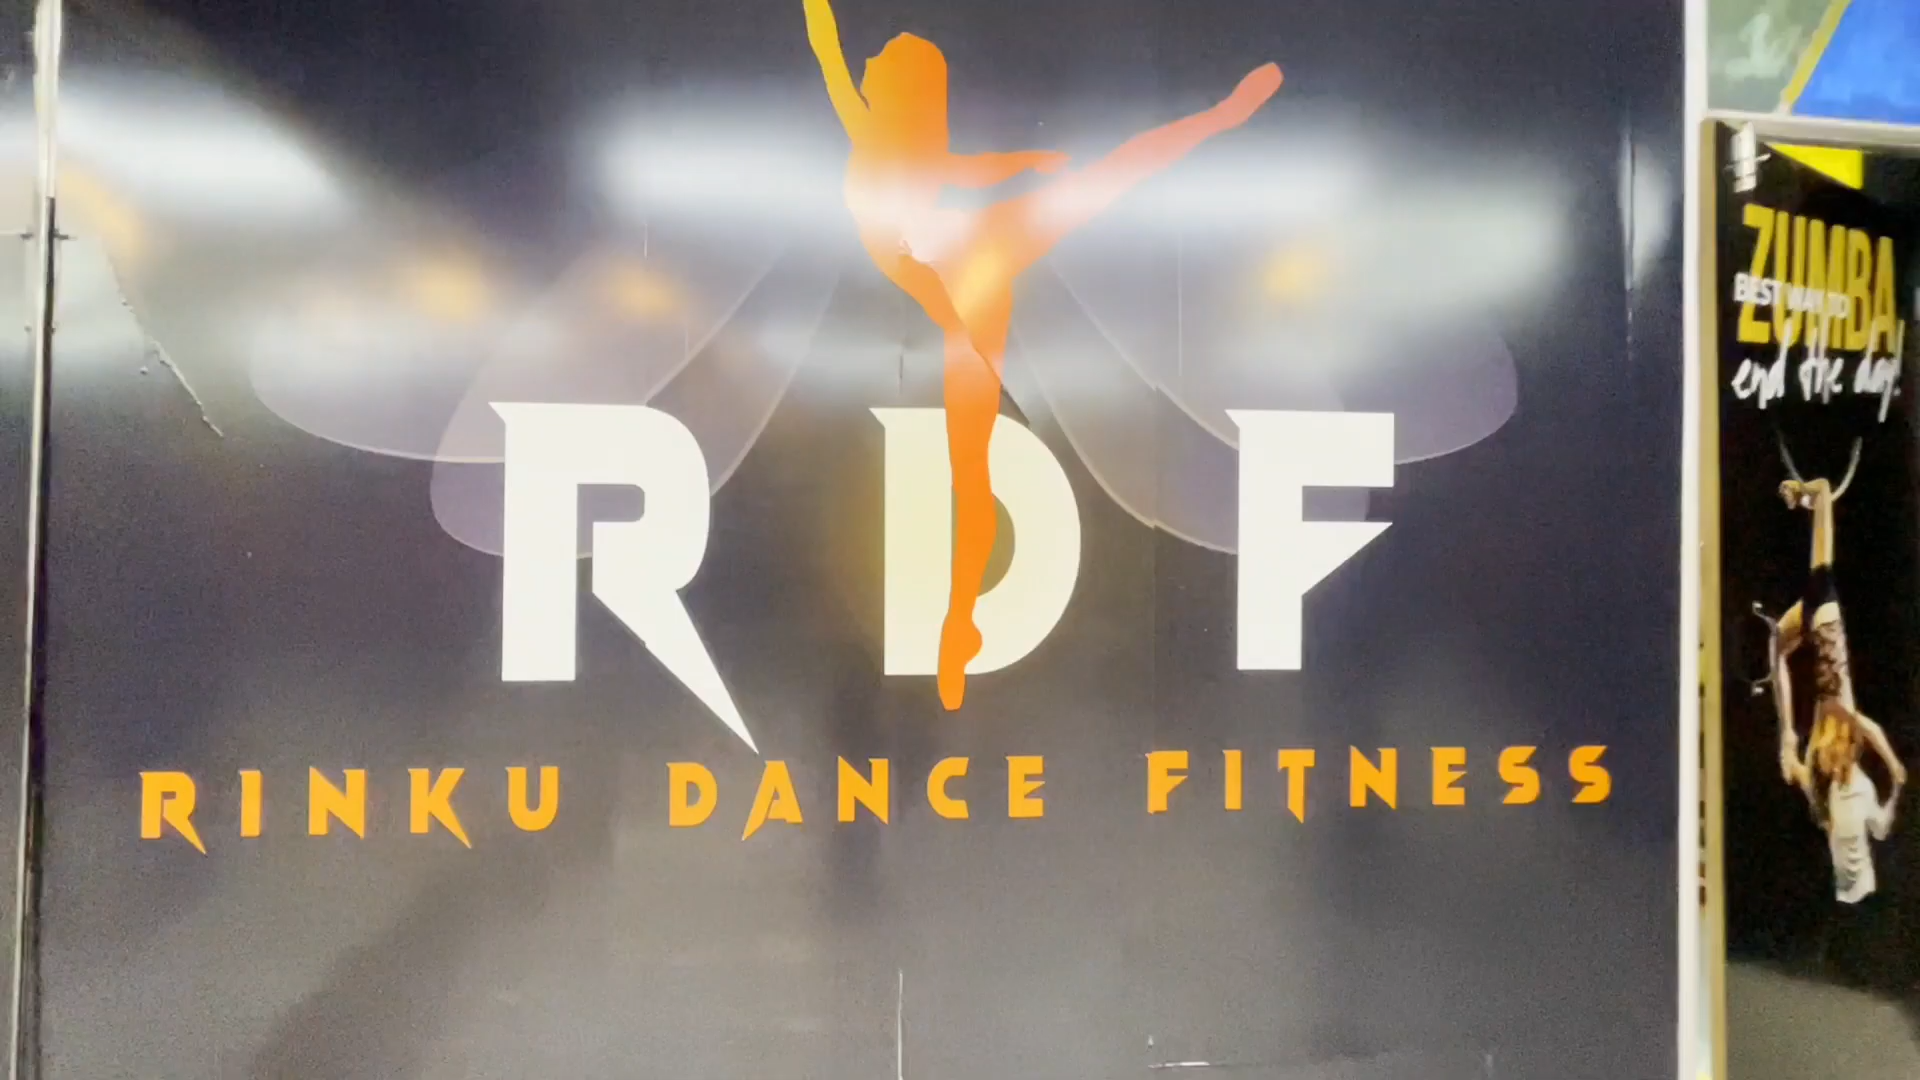 RDF
RINKU DANCE FITNESS
ZUMBA
BEST WAY TO
end the day!